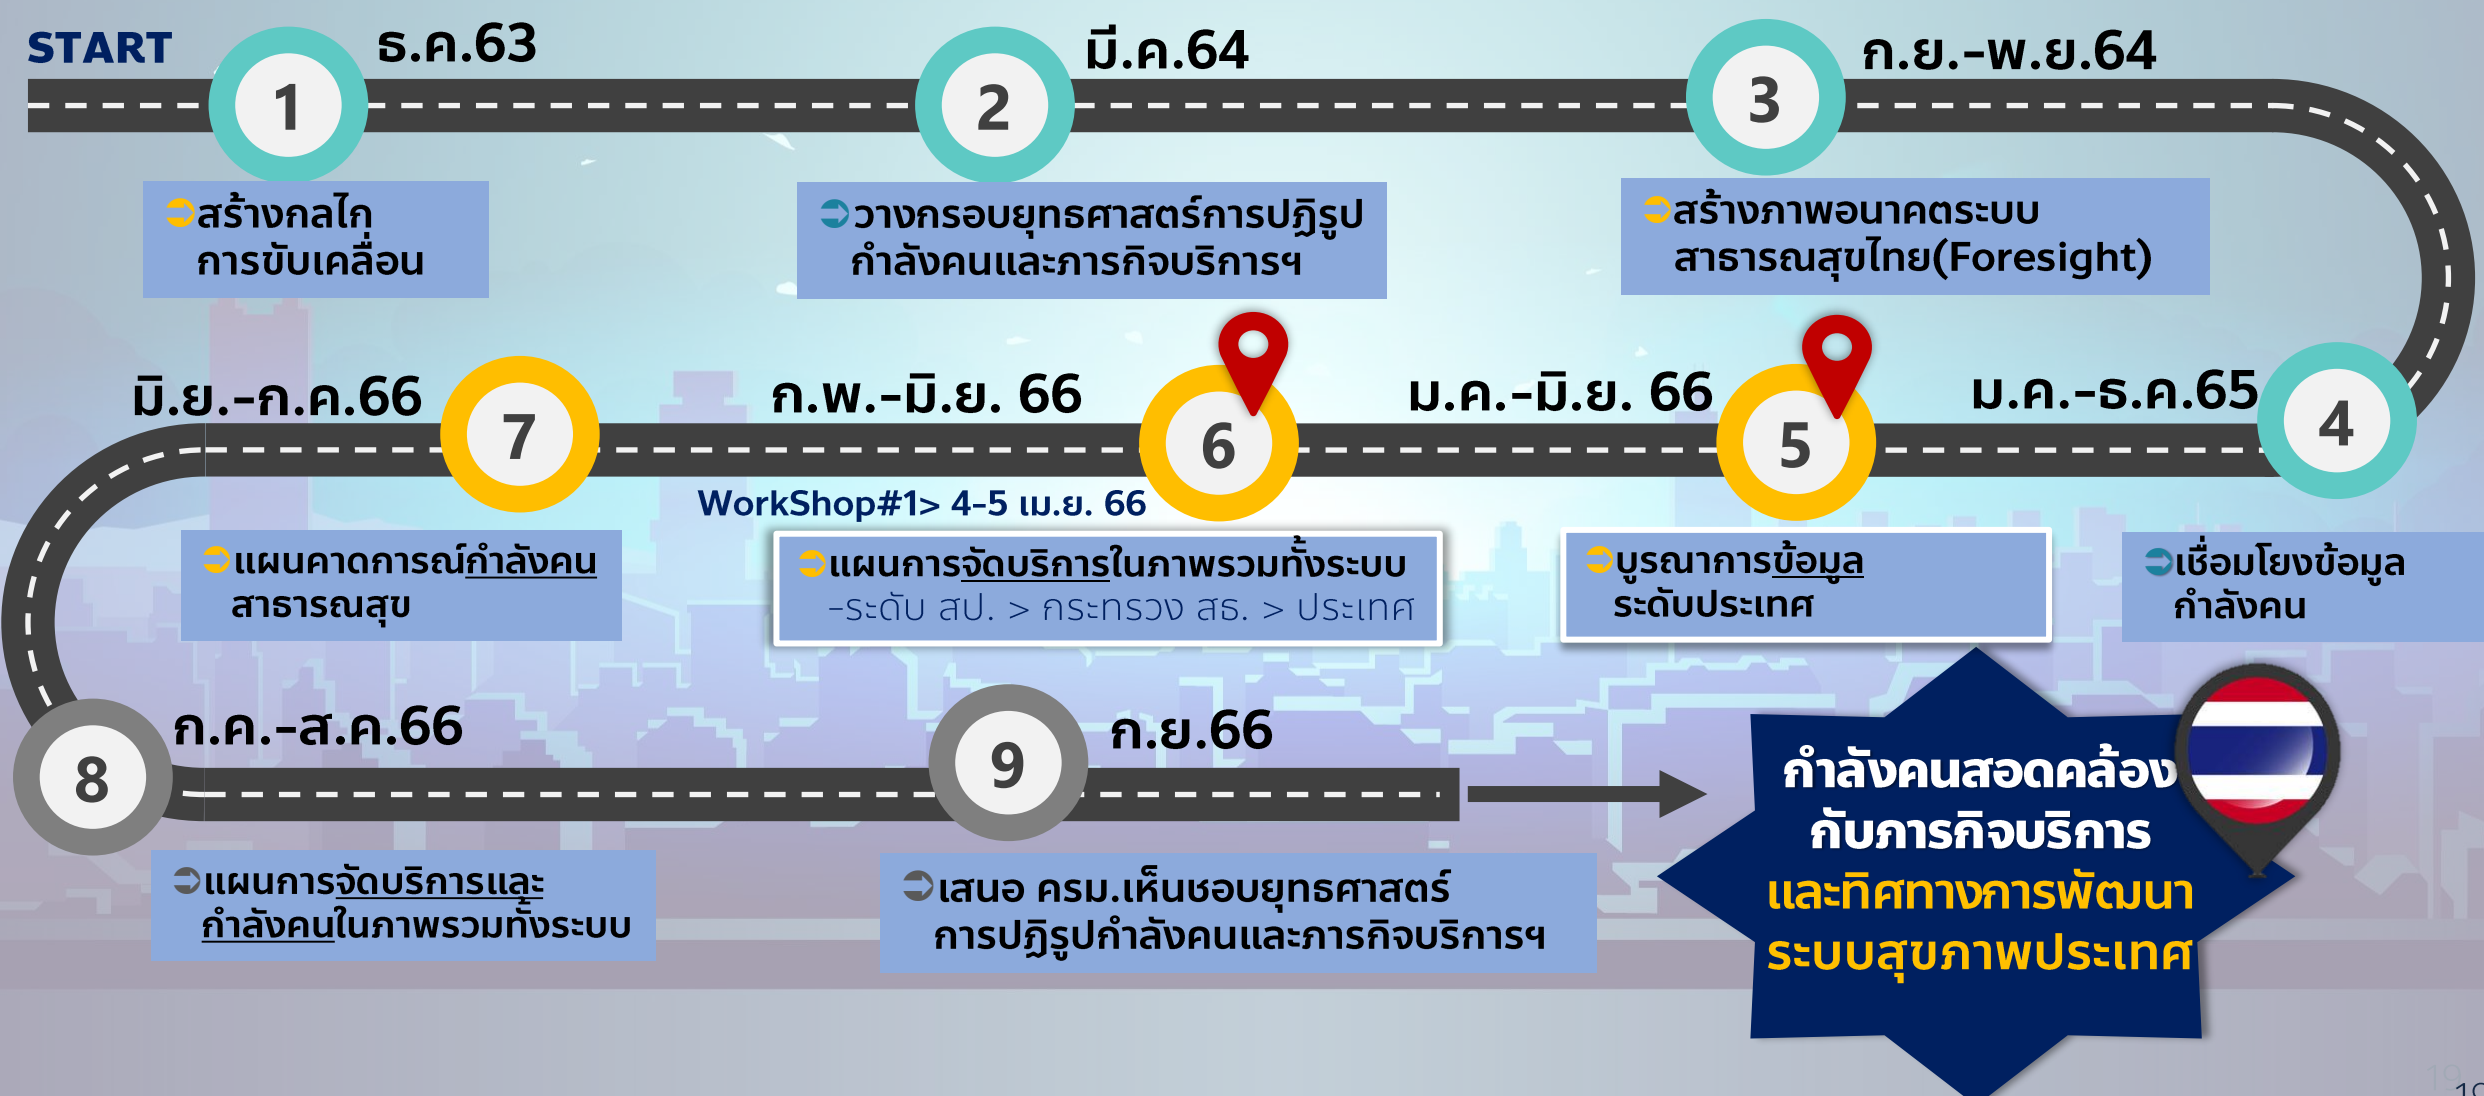 START
1
ธ.ค.63
2
มี.ค.64
3
ก.ย.-พ.ย.64
➲สร้างกลไก
การขับเคลื่อน
➲วางกรอบยุทธศาสตร์การปฏิรูป
กำลังคนและภารกิจบริการฯ
➲สร้างภาพอนาคตระบบ
สาธารณสุขไทย(Foresight)
4
ม.ค.-ธ.ค.65
➲เชื่อมโยงข้อมูล
กำลังคน
5
ม.ค.-มิ.ย. 66
➲บูรณาการข้อมูล
ระดับประเทศ
6
ก.พ.-มิ.ย. 66
WorkShop#1> 4-5 เม.ย. 66
➲แผนการจัดบริการในภาพรวมทั้งระบบ
-ระดับ สป. > กระทรวง สธ. > ประเทศ
7
มิ.ย.-ก.ค.66
➲แผนคาดการณ์กำลังคน
สาธารณสุข
8
ก.ค.-ส.ค.66
➲แผนการจัดบริการและ
กำลังคนในภาพรวมทั้งระบบ
9
ก.ย.66
➲เสนอ ครม.เห็นชอบยุทธศาสตร์
การปฏิรูปกำลังคนและภารกิจบริการฯ
กำลังคนสอดคล้อง
กับภารกิจบริการ
และทิศทางการพัฒนา
ระบบสุขภาพประเทศ
19